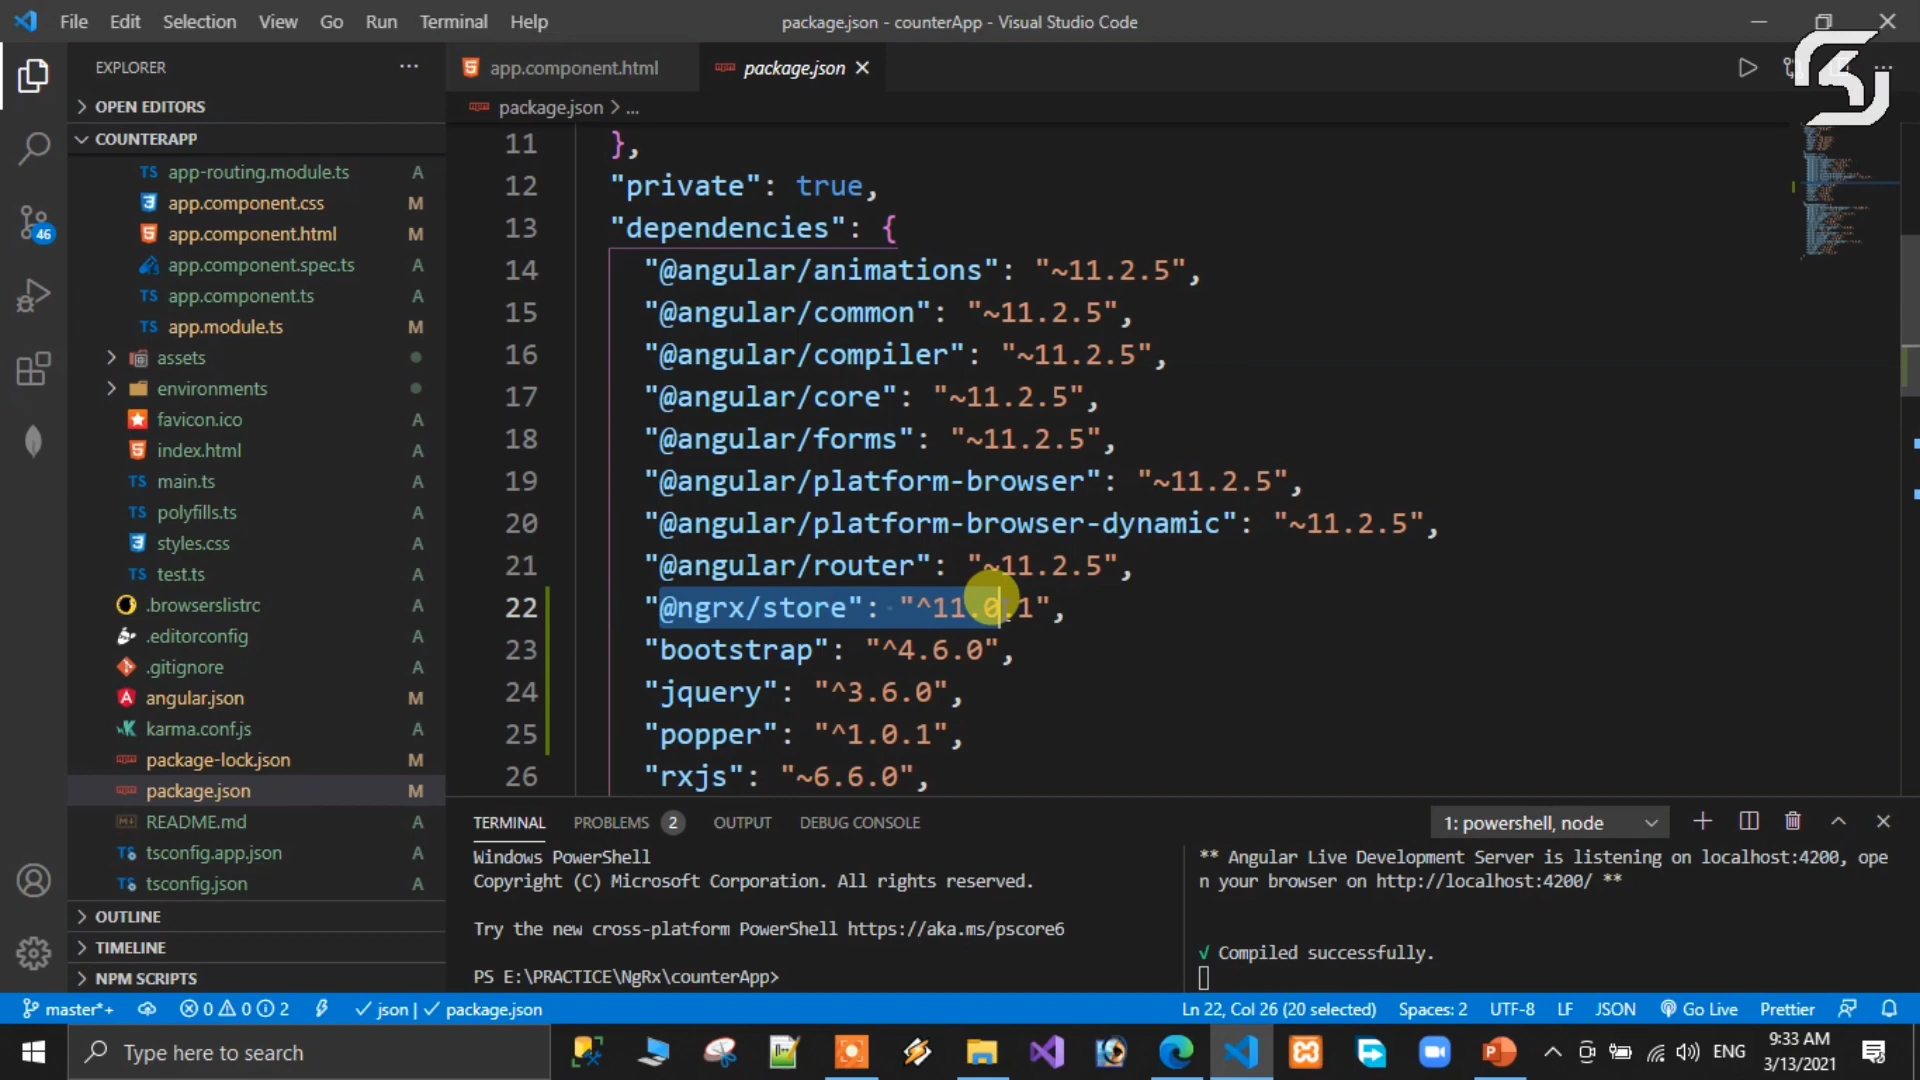 File Edit Selection View Go Run Terminal Help
package.json - counterApp - Visual Studio Code
EXPLORER
OPEN EDITORS
COUNTERAPP
TS app-routing.module.ts A
app.component.css M
app.component.html M
app.component.spec.ts A
TS app.component.ts A
TS app.module.ts M
assets
environments
favicon.ico A
index.html A
TS main.ts A
TS polyfills.ts A
styles.css A
TS test.ts A
.browserslistrc A
.editorconfig A
.gitignore A
angular.json M
karma.conf.js A
package-lock.json M
package.json M
README.md A
tsconfig.app.json A
tsconfig.json A
OUTLINE
TIMELINE
NPM SCRIPTS
46
app.component.html
package.json
package.json > ...
11 },
12 "private": true,
13 "dependencies": {
14 "@angular/animations": "~11.2.5",
15 "@angular/common": "~11.2.5",
16 "@angular/compiler": "~11.2.5",
17 "@angular/core": "~11.2.5",
18 "@angular/forms": "~11.2.5",
19 "@angular/platform-browser": "~11.2.5",
20 "@angular/platform-browser-dynamic": "~11.2.5",
21 "@angular/router": "~11.2.5",
22 "@ngrx/store": "^11.0.1",
23 "bootstrap": "^4.6.0",
24 "jquery": "^3.6.0",
25 "popper": "^1.0.1",
26 "rxjs": "~6.6.0",
TERMINAL PROBLEMS 2 OUTPUT DEBUG CONSOLE
1: powershell, node
Windows PowerShell
Copyright (C) Microsoft Corporation. All rights reserved.
Try the new cross-platform PowerShell https://aka.ms/pscore6
PS E:\PRACTICE\NgRx\counterApp>
** Angular Live Development Server is listening on localhost:4200, ope
n your browser on http://localhost:4200/ **
√ Compiled successfully.
master*+ 0 0 2 json | package.json
Ln 22, Col 26 (20 selected) Spaces: 2 UTF-8 LF JSON Go Live Prettier
Type here to search
ENG
9:33 AM
3/13/2021